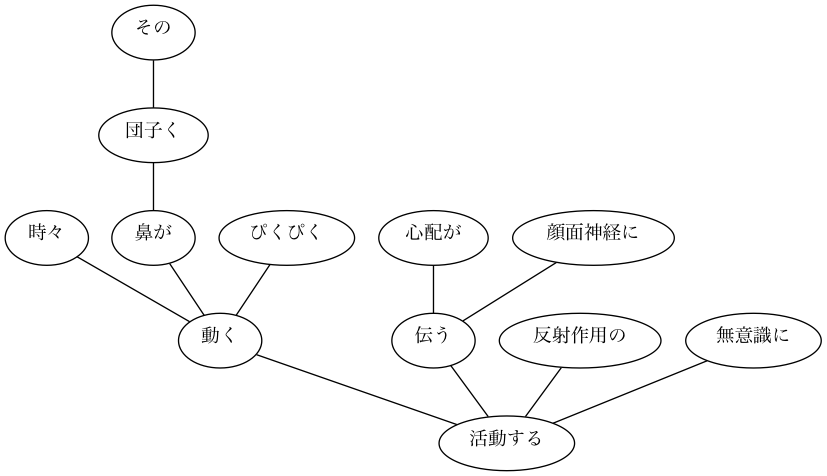 その
団子く
時々
鼻が
ぴくぴく
心配が
顔面神経に
動く
伝う
反射作用の
無意識に
活動する